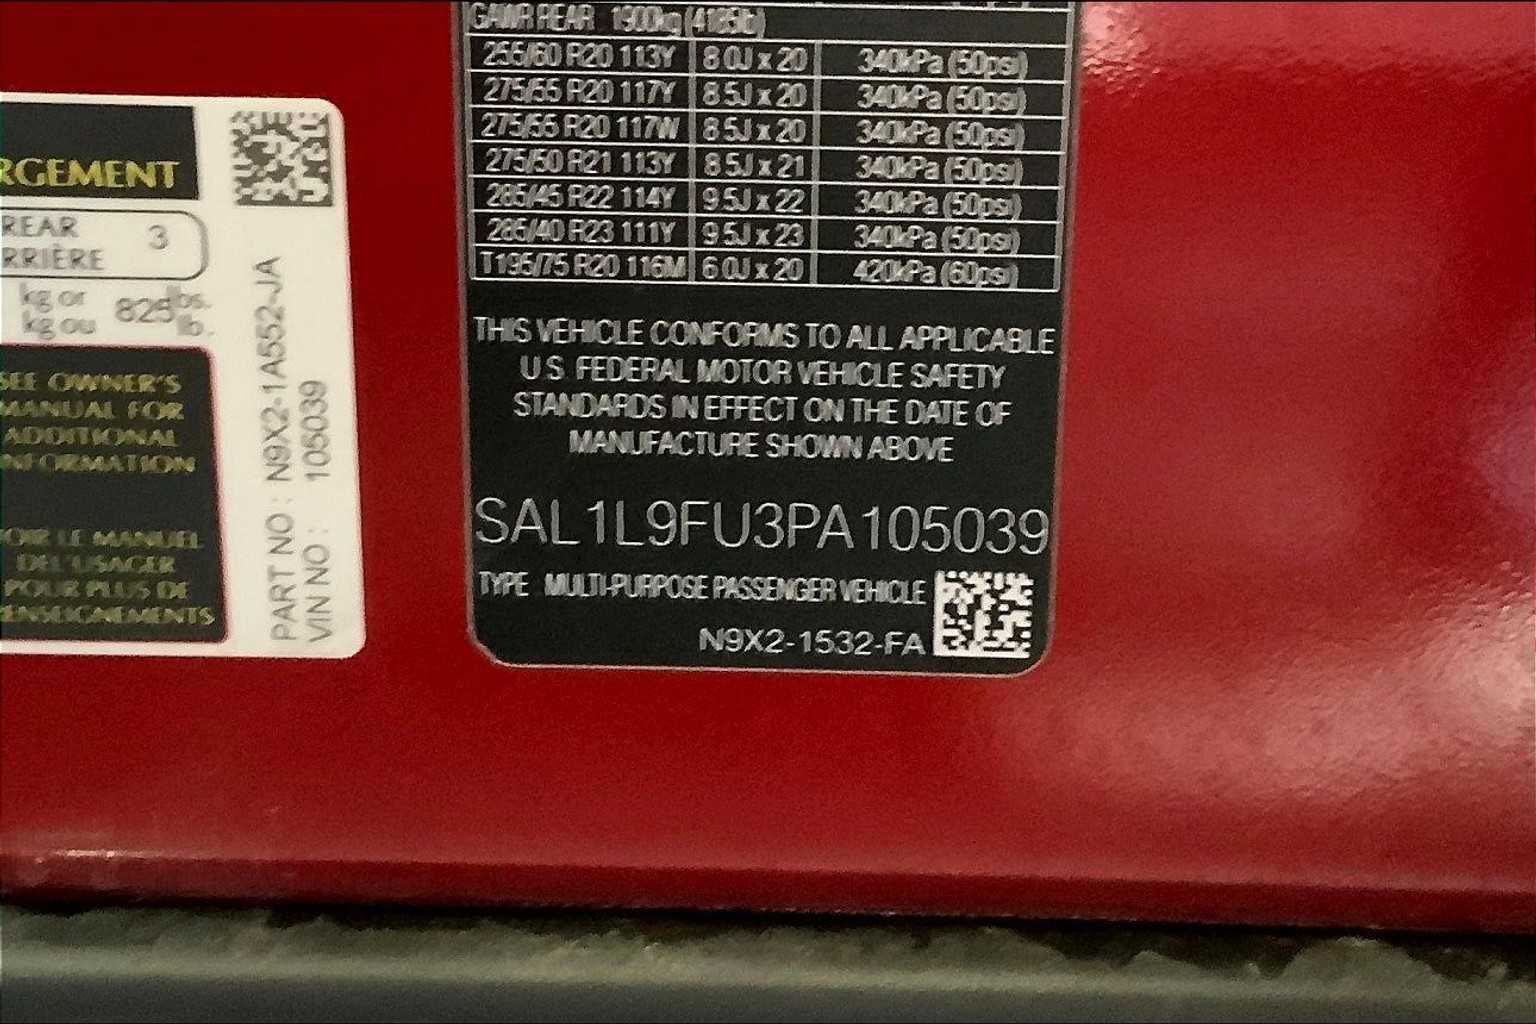 RGEMENT
REAR 3
RRIÈRE
kg or 825 lbs.
kg ou lb.
SEE OWNER'S
MANUAL FOR
ADDITIONAL
INFORMATION
VOIR LE MANUEL
DE L'USAGER
POUR PLUS DE
RENSEIGNEMENTS
PART NO : N9X2-1A552-JA
VIN NO : 105039
GAWR REAR 1900kg (4185lb)
255/60 R20 113Y 8.0J x 20 340kPa (50psi)
275/55 R20 117Y 8.5J x 20 340kPa (50psi)
275/55 R20 117W 8.5J x 20 340kPa (50psi)
275/50 R21 113Y 8.5J x 21 340kPa (50psi)
285/45 R22 114Y 9.5J x 22 340kPa (50psi)
285/40 R23 111Y 9.5J x 23 340kPa (50psi)
T195/75 R20 116M 6.0J x 20 420kPa (60psi)
THIS VEHICLE CONFORMS TO ALL APPLICABLE
U.S. FEDERAL MOTOR VEHICLE SAFETY
STANDARDS IN EFFECT ON THE DATE OF
MANUFACTURE SHOWN ABOVE
SAL1L9FU3PA105039
TYPE MULTI-PURPOSE PASSENGER VEHICLE
N9X2-1532-FA